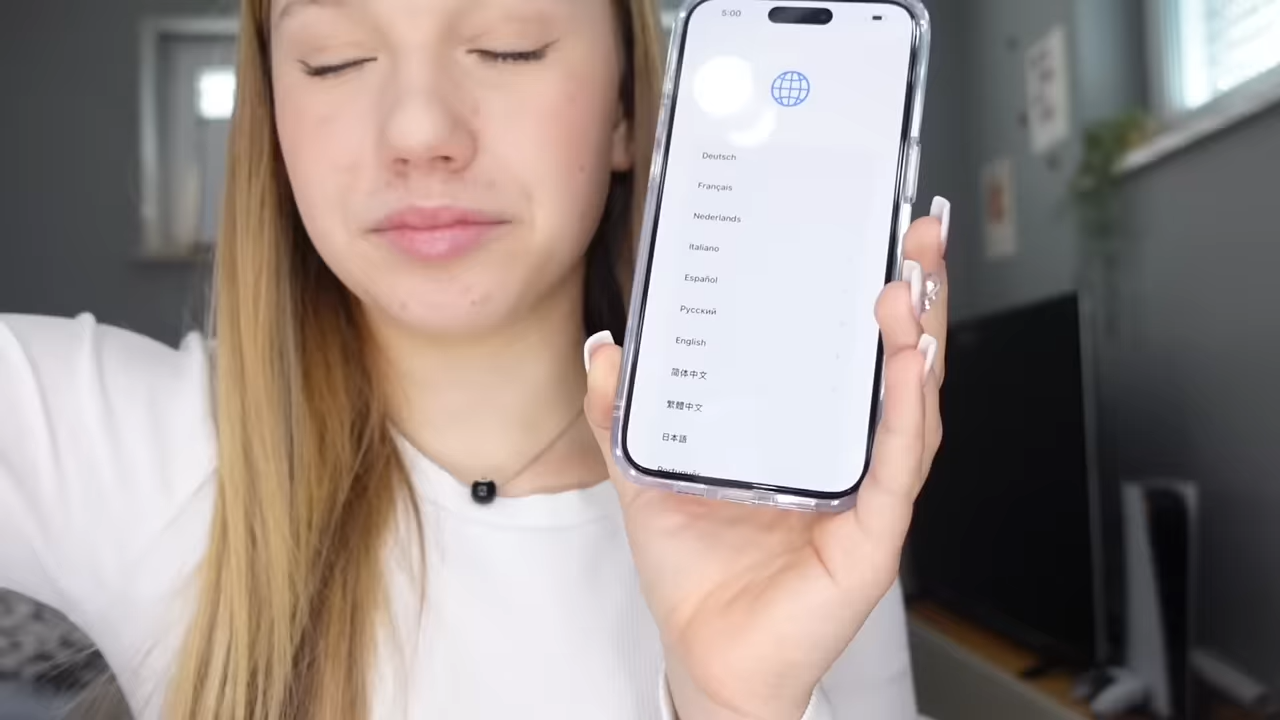 5:00
Deutsch
Français
Nederlands
Italiano
Español
Русский
English
简体中文
繁體中文
日本語
Português